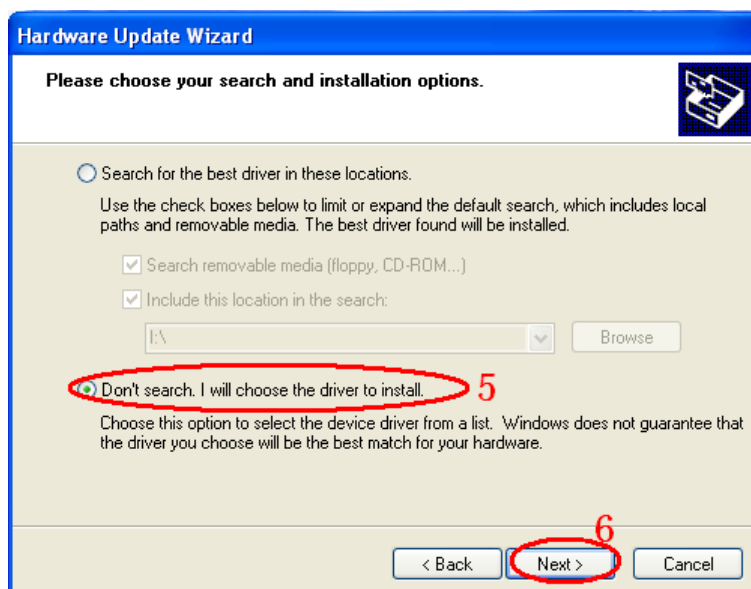 Hardware Update Wizard
Please choose your search and installation options.
Search for the best driver in these locations.
Use the check boxes below to limit or expand the default search, which includes local
paths and removable media. The best driver found will be installed.
Search removable media (floppy, CD-ROM...)
Include this location in the search:
I:\
Browse
Don't search. I will choose the driver to install.
5
Choose this option to select the device driver from a list. Windows does not guarantee that
the driver you choose will be the best match for your hardware.
6
< Back
Next >
Cancel